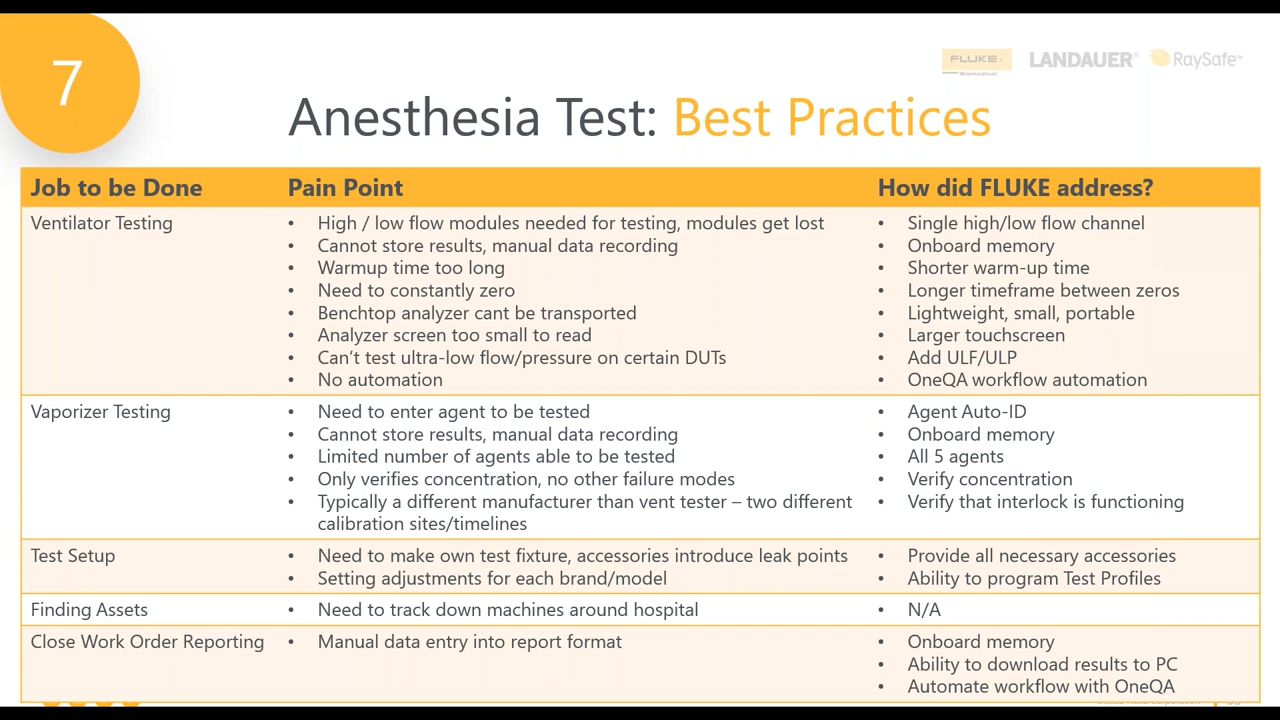 7
FLUKE
Biomedical
LANDAUER®
RaySafe™
Anesthesia Test: Best Practices
Job to be Done
Pain Point
How did FLUKE address?
Ventilator Testing
• High / low flow modules needed for testing, modules get lost
• Cannot store results, manual data recording
• Warmup time too long
• Need to constantly zero
• Benchtop analyzer cant be transported
• Analyzer screen too small to read
• Can't test ultra-low flow/pressure on certain DUTs
• No automation
• Single high/low flow channel
• Onboard memory
• Shorter warm-up time
• Longer timeframe between zeros
• Lightweight, small, portable
• Larger touchscreen
• Add ULF/ULP
• OneQA workflow automation
Vaporizer Testing
• Need to enter agent to be tested
• Cannot store results, manual data recording
• Limited number of agents able to be tested
• Only verifies concentration, no other failure modes
• Typically a different manufacturer than vent tester – two different
calibration sites/timelines
• Agent Auto-ID
• Onboard memory
• All 5 agents
• Verify concentration
• Verify that interlock is functioning
Test Setup
• Need to make own test fixture, accessories introduce leak points
• Setting adjustments for each brand/model
• Provide all necessary accessories
• Ability to program Test Profiles
Finding Assets
• Need to track down machines around hospital
• N/A
Close Work Order Reporting
• Manual data entry into report format
• Onboard memory
• Ability to download results to PC
• Automate workflow with OneQA